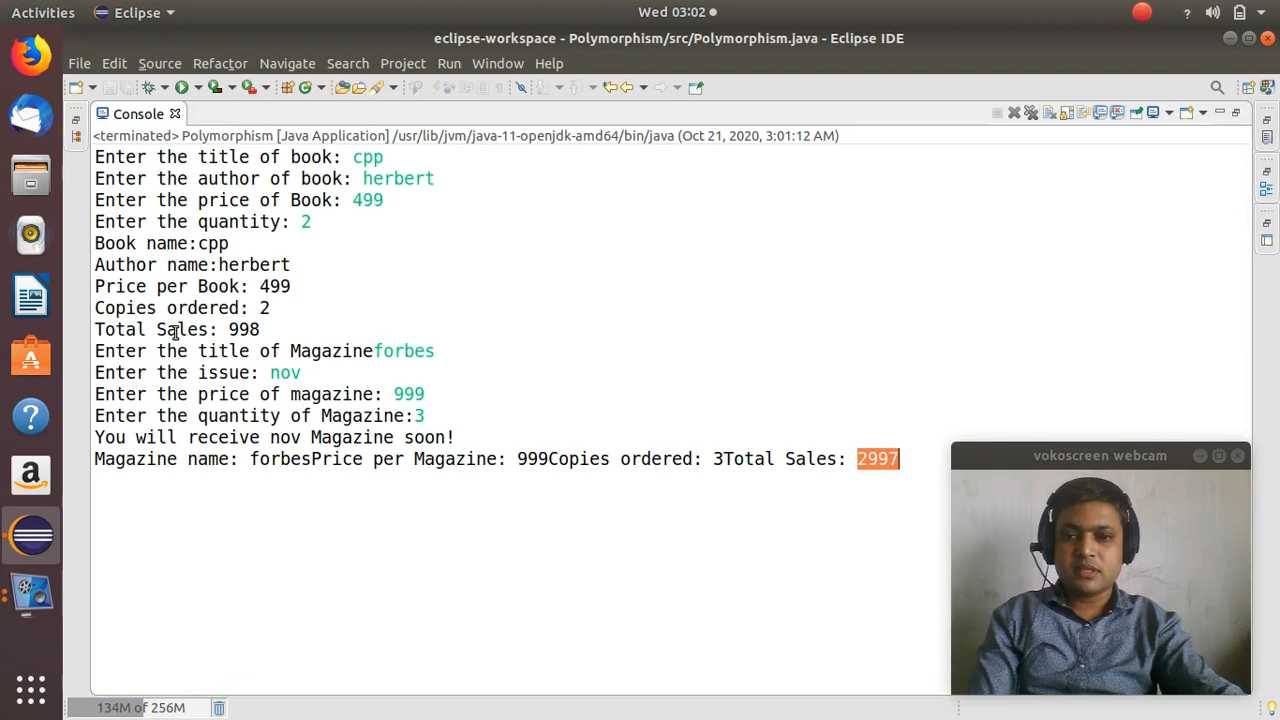 Activities Eclipse Wed 03:02
eclipse-workspace - Polymorphism/src/Polymorphism.java - Eclipse IDE
File Edit Source Refactor Navigate Search Project Run Window Help
Console
<terminated> Polymorphism [Java Application] /usr/lib/jvm/java-11-openjdk-amd64/bin/java (Oct 21, 2020, 3:01:12 AM)
Enter the title of book: cpp
Enter the author of book: herbert
Enter the price of Book: 499
Enter the quantity: 2
Book name:cpp
Author name:herbert
Price per Book: 499
Copies ordered: 2
Total Sales: 998
Enter the title of Magazineforbes
Enter the issue: nov
Enter the price of magazine: 999
Enter the quantity of Magazine:3
You will receive nov Magazine soon!
Magazine name: forbesPrice per Magazine: 999Copies ordered: 3Total Sales: 2997
vokoscreen webcam
134M of 256M